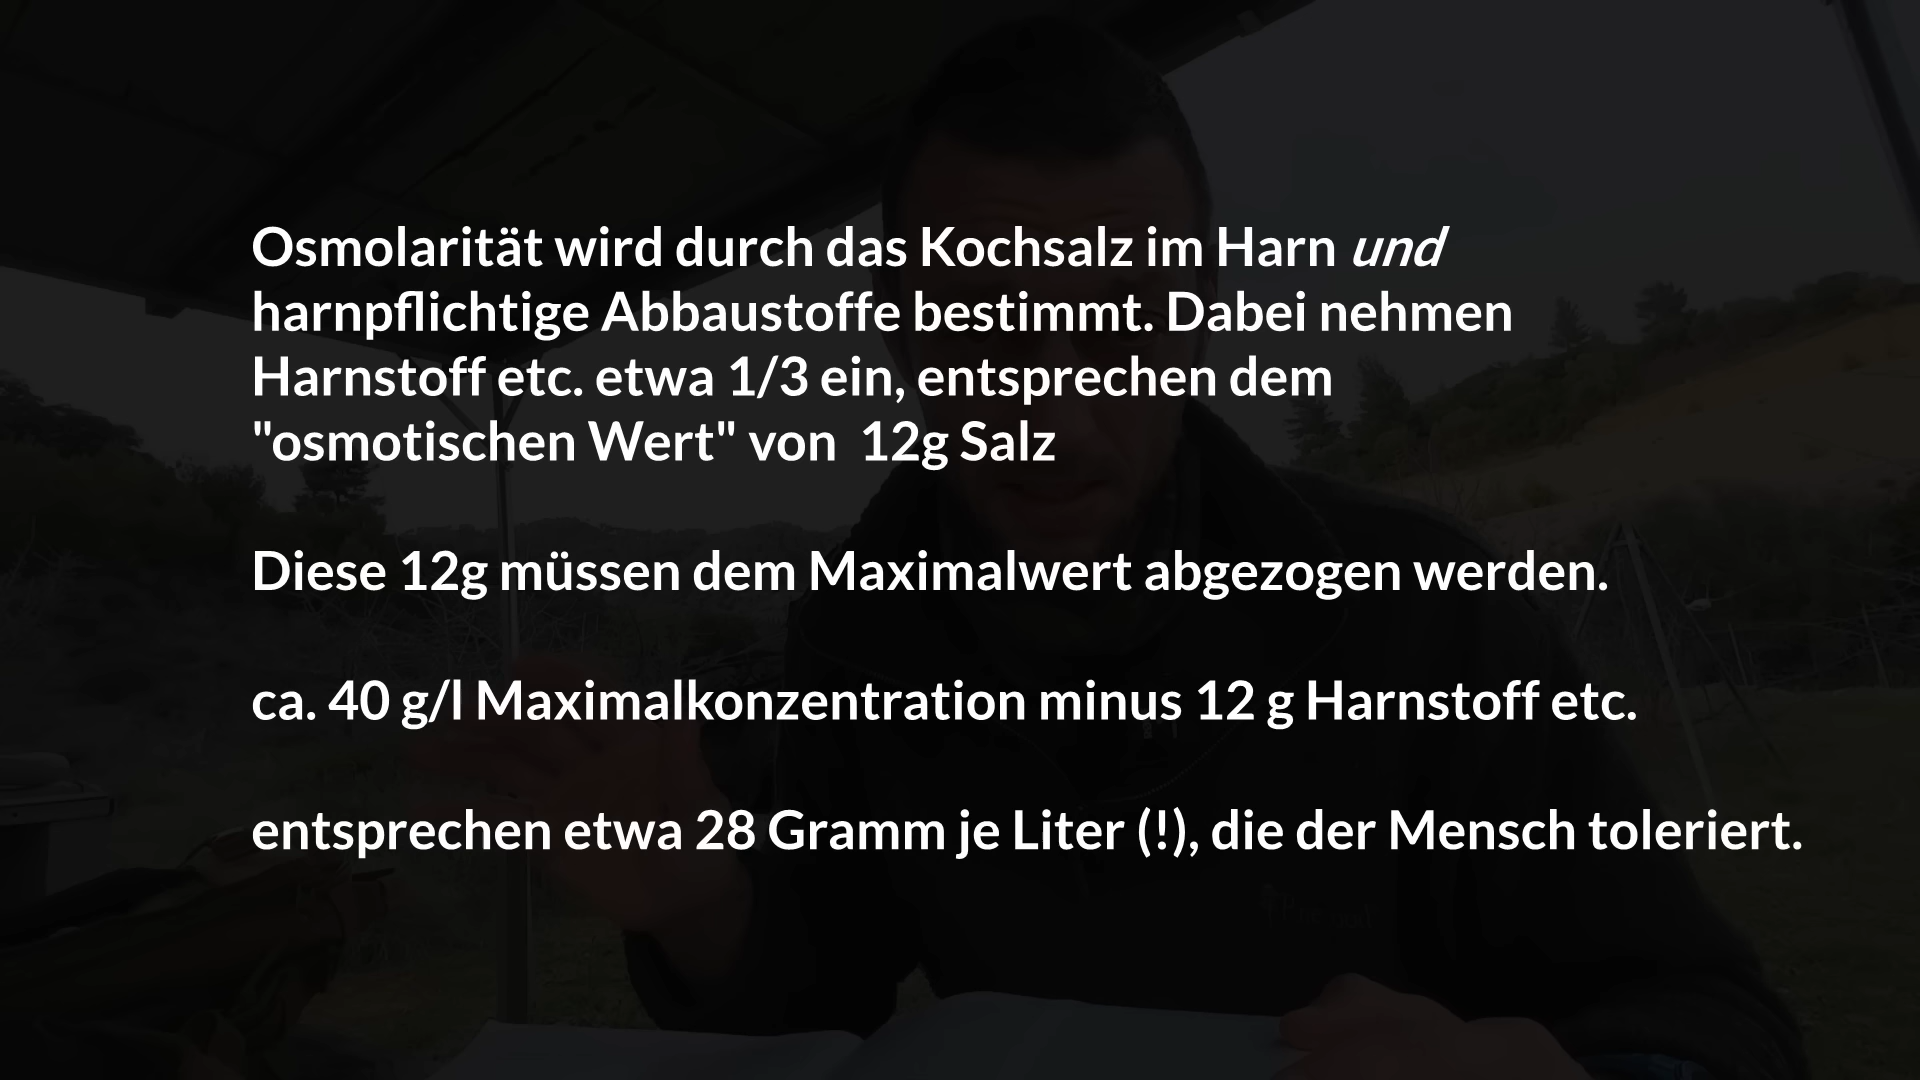 Osmolarität wird durch das Kochsalz im Harn und
harnpflichtige Abbaustoffe bestimmt. Dabei nehmen
Harnstoff etc. etwa 1/3 ein, entsprechen dem
"osmotischen Wert" von  12g Salz
Diese 12g müssen dem Maximalwert abgezogen werden.
ca. 40 g/l Maximalkonzentration minus 12 g Harnstoff etc.
entsprechen etwa 28 Gramm je Liter (!), die der Mensch toleriert.